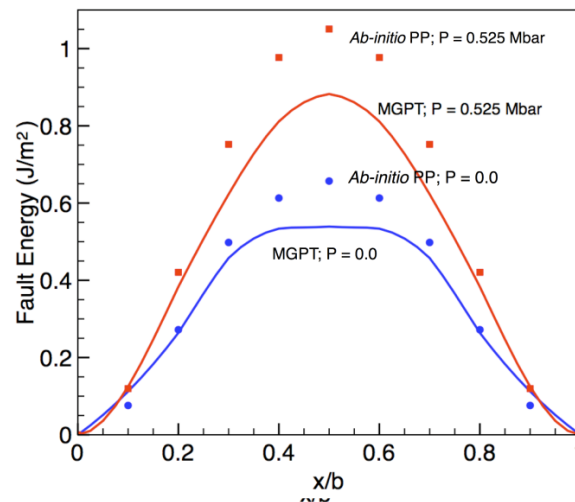 Ab-initio PP; P = 0.525 Mbar
MGPT; P = 0.525 Mbar
Ab-initio PP; P = 0.0
MGPT; P = 0.0
Fault Energy (J/m²)
1
0.8
0.6
0.4
0.2
0
0 0.2 0.4 0.6 0.8
x/b